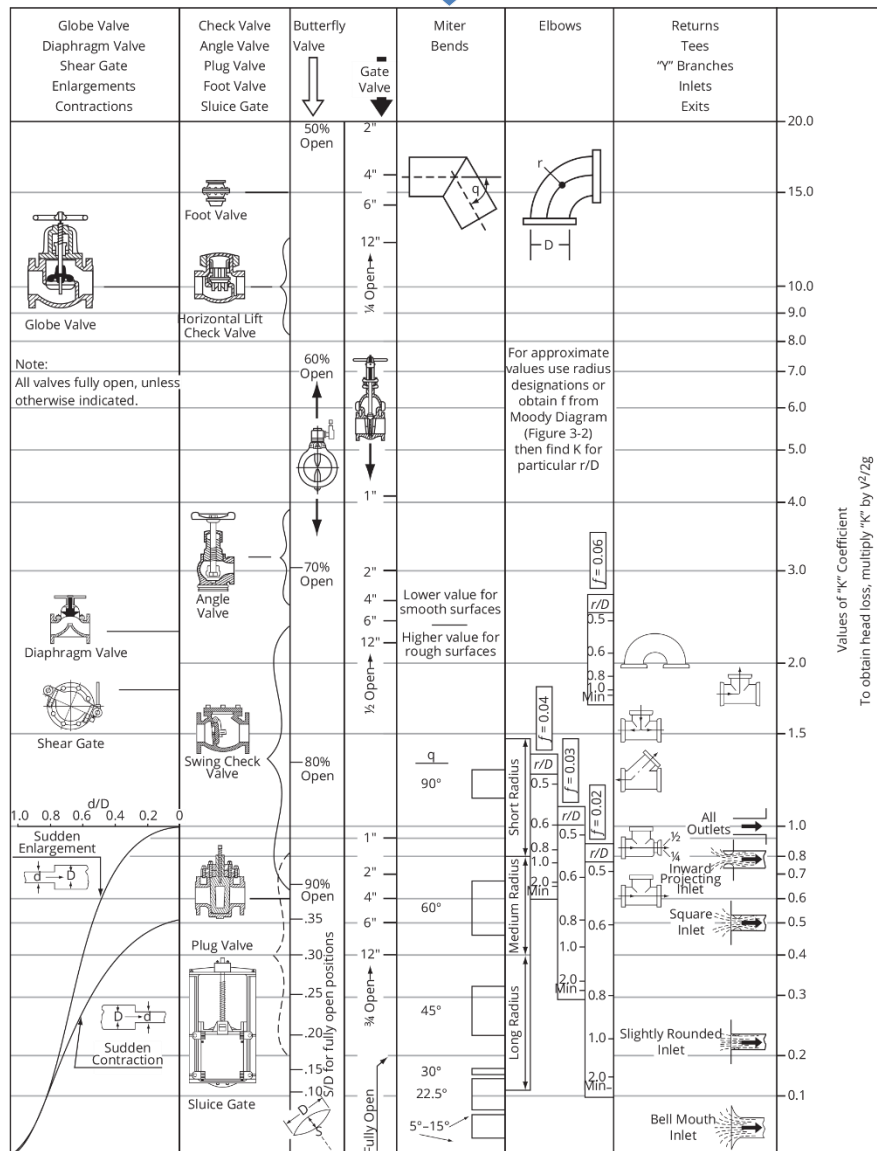 Globe Valve
Diaphragm Valve
Shear Gate
Enlargements
Contractions
Check Valve
Angle Valve
Plug Valve
Foot Valve
Sluice Gate
Butterfly
Valve
Gate
Valve
Miter
Bends
Elbows
Returns
Tees
"Y" Branches
Inlets
Exits
Globe Valve
Note:
All valves fully open, unless
otherwise indicated.
Diaphragm Valve
Shear Gate
d/D
1.0 0.8 0.6 0.4 0.2 0
Sudden
Enlargement
d
D
D
d
Sudden
Contraction
Foot Valve
Horizontal Lift
Check Valve
Angle
Valve
Swing Check
Valve
Plug Valve
Sluice Gate
50%
Open
60%
Open
70%
Open
80%
Open
90%
Open
.35
.30
.25
.20
.15
.10
S/D for fully open positions
D
S
2"
4"
6"
12"
¼ Open
1"
2"
4"
6"
12"
½ Open
1"
2"
4"
6"
12"
¾ Open
Fully Open
q
Lower value for
smooth surfaces
Higher value for
rough surfaces
q
90°
60°
45°
30°
22.5°
5°–15°
r
D
For approximate
values use radius
designations or
obtain f from
Moody Diagram
(Figure 3-2)
then find K for
particular r/D
Short Radius
Medium Radius
Long Radius
f = 0.04
r/D
0.5
0.6
0.8
1.0
2.0
Min
f = 0.03
r/D
0.5
0.6
0.8
1.0
2.0
Min
f = 0.06
r/D
0.5
0.6
0.8
1.0
Min
f = 0.02
r/D
0.5
0.6
0.8
1.0
2.0
Min
½
¼
All
Outlets
Inward
Projecting
Inlet
Square
Inlet
Slightly Rounded
Inlet
Bell Mouth
Inlet
20.0
15.0
10.0
9.0
8.0
7.0
6.0
5.0
4.0
3.0
2.0
1.5
1.0
0.8
0.7
0.6
0.5
0.4
0.3
0.2
0.1
Values of "K" Coefficient
To obtain head loss, multiply "K" by V²/2g